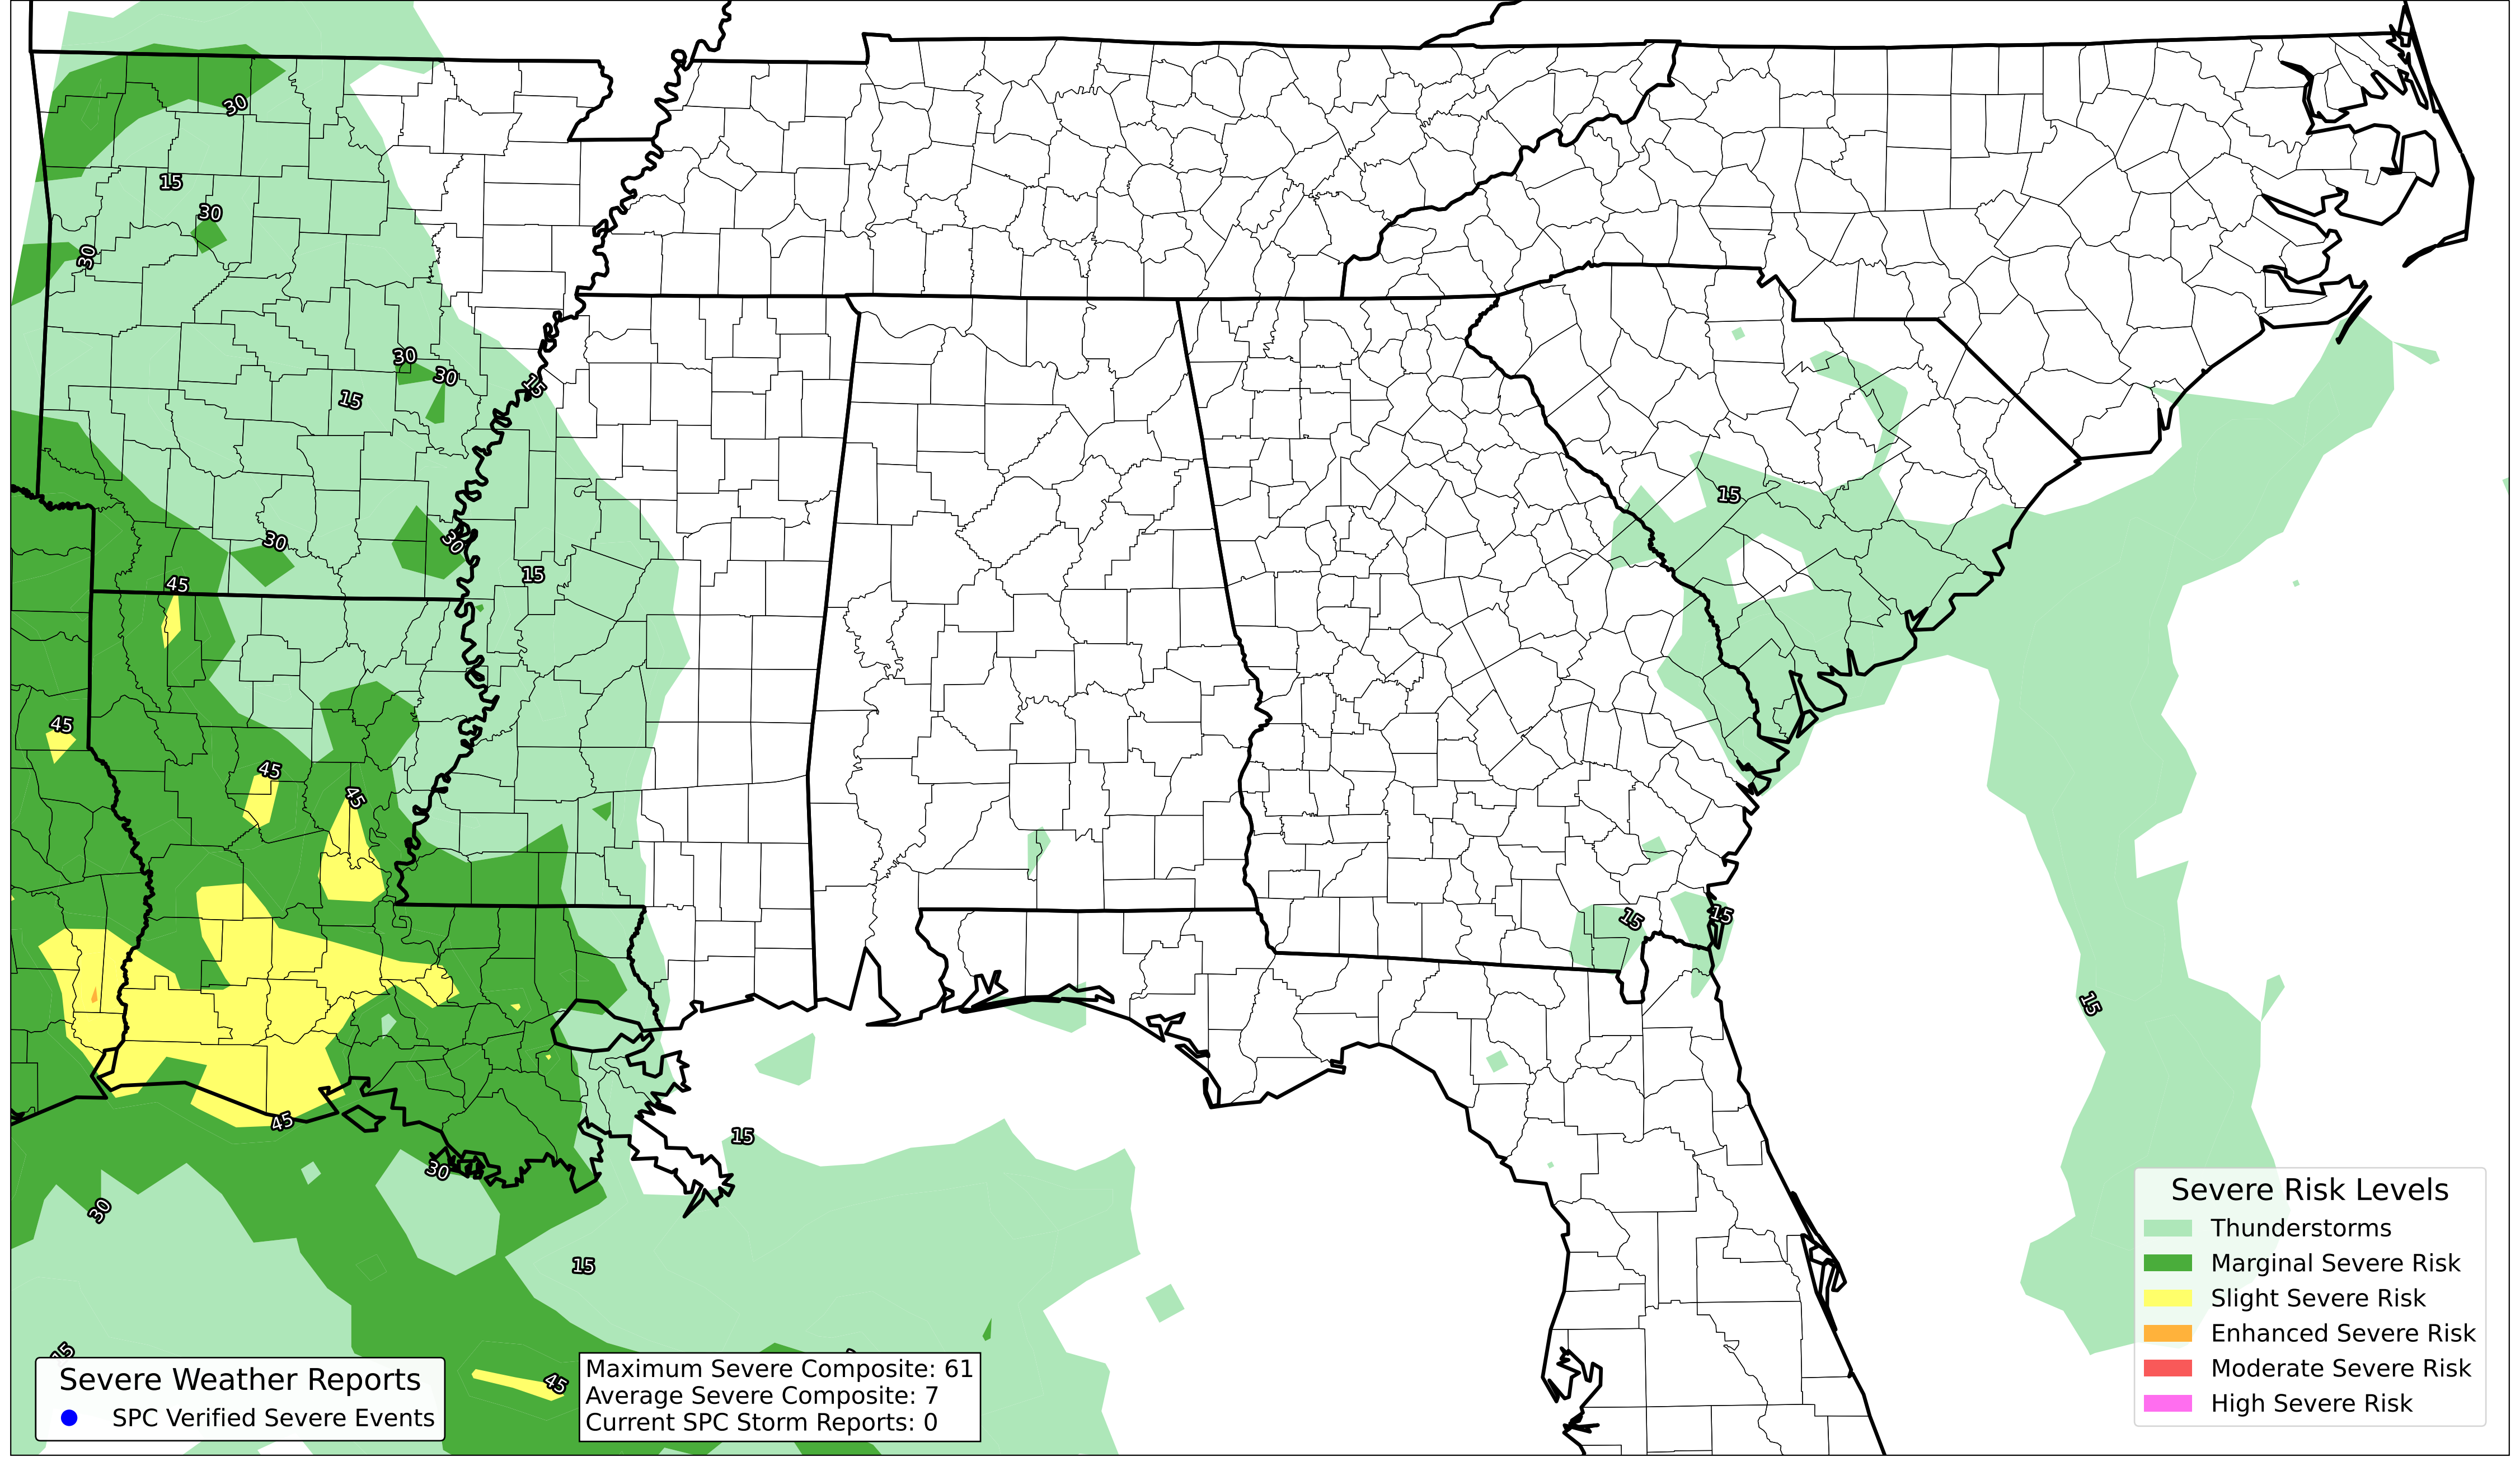 30
15
30
30
30
30
15
15
15
30
30
15
45
45
45
45
15
15
15
45
15
30
30
15
15
45
Severe Weather Reports
SPC Verified Severe Events
Maximum Severe Composite: 61
Average Severe Composite: 7
Current SPC Storm Reports: 0
Severe Risk Levels
Thunderstorms
Marginal Severe Risk
Slight Severe Risk
Enhanced Severe Risk
Moderate Severe Risk
High Severe Risk